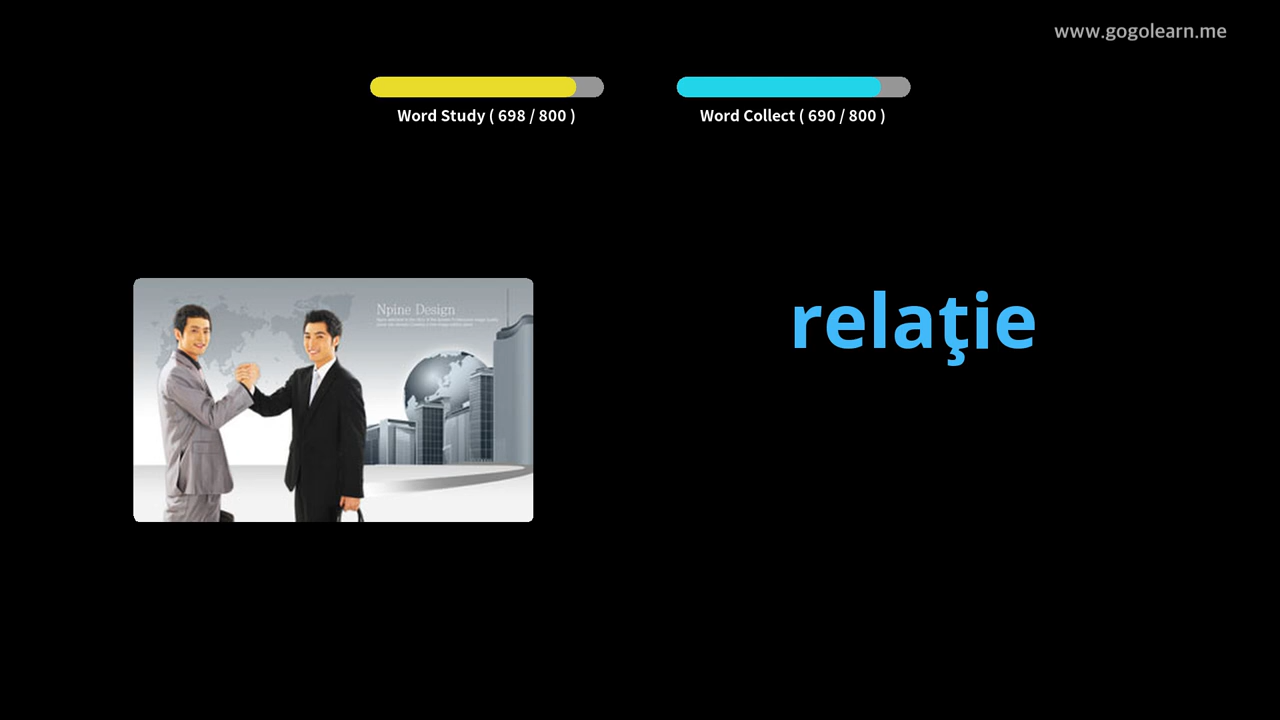 www.gogolearn.me
Word Study ( 698 / 800 )
Word Collect ( 690 / 800 )
Npine Design
relaţie